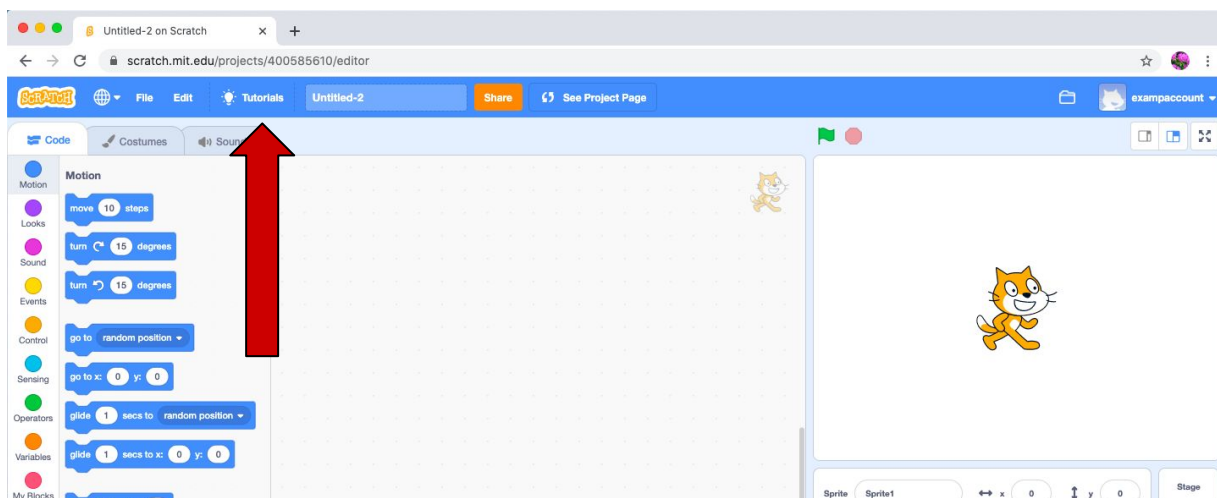 Untitled-2 on Scratch
scratch.mit.edu/projects/400585610/editor
SCRATCH File Edit Tutorials Untitled-2 Share See Project Page exampaccount
Code Costumes
Motion
Looks
Sound
Events
Control
Sensing
Operators
Variables
My Blocks
Motion
move 10 steps
turn 15 degrees
turn 15 degrees
go to random position
go to x: 0 y: 0
glide 1 secs to random position
glide 1 secs to x: 0 y: 0
Sprite Sprite1 x 0 y 0
Stage